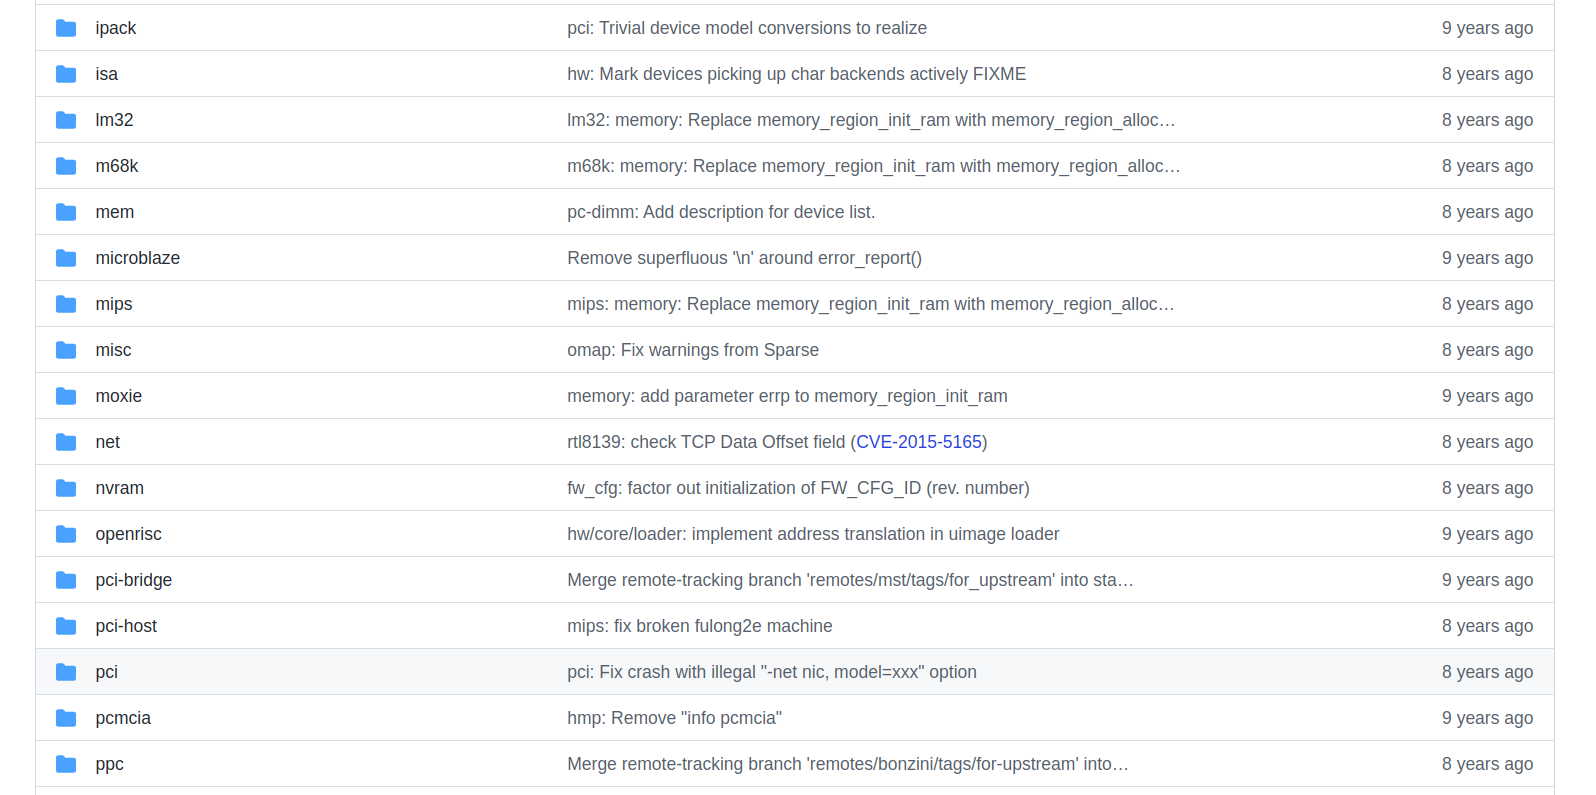 ipack pci: Trivial device model conversions to realize 9 years ago
isa hw: Mark devices picking up char backends actively FIXME 8 years ago
lm32 lm32: memory: Replace memory_region_init_ram with memory_region_alloc… 8 years ago
m68k m68k: memory: Replace memory_region_init_ram with memory_region_alloc… 8 years ago
mem pc-dimm: Add description for device list. 8 years ago
microblaze Remove superfluous '\n' around error_report() 9 years ago
mips mips: memory: Replace memory_region_init_ram with memory_region_alloc… 8 years ago
misc omap: Fix warnings from Sparse 8 years ago
moxie memory: add parameter errp to memory_region_init_ram 9 years ago
net rtl8139: check TCP Data Offset field (CVE-2015-5165) 8 years ago
nvram fw_cfg: factor out initialization of FW_CFG_ID (rev. number) 8 years ago
openrisc hw/core/loader: implement address translation in uimage loader 9 years ago
pci-bridge Merge remote-tracking branch 'remotes/mst/tags/for_upstream' into sta… 9 years ago
pci-host mips: fix broken fulong2e machine 8 years ago
pci pci: Fix crash with illegal "-net nic, model=xxx" option 8 years ago
pcmcia hmp: Remove "info pcmcia" 9 years ago
ppc Merge remote-tracking branch 'remotes/bonzini/tags/for-upstream' into… 8 years ago